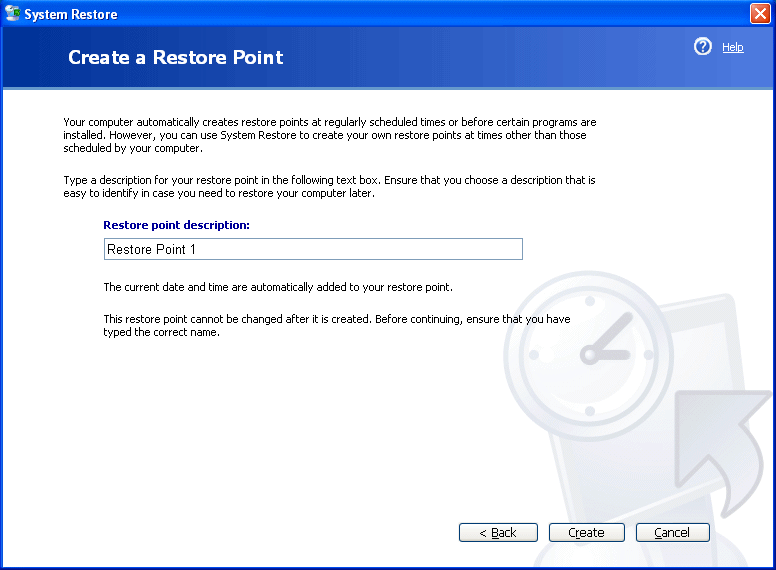 System Restore
Create a Restore Point
Help
Your computer automatically creates restore points at regularly scheduled times or before certain programs are
installed. However, you can use System Restore to create your own restore points at times other than those
scheduled by your computer.
Type a description for your restore point in the following text box. Ensure that you choose a description that is
easy to identify in case you need to restore your computer later.
Restore point description:
Restore Point 1
The current date and time are automatically added to your restore point.
This restore point cannot be changed after it is created. Before continuing, ensure that you have
typed the correct name.
< Back Create Cancel